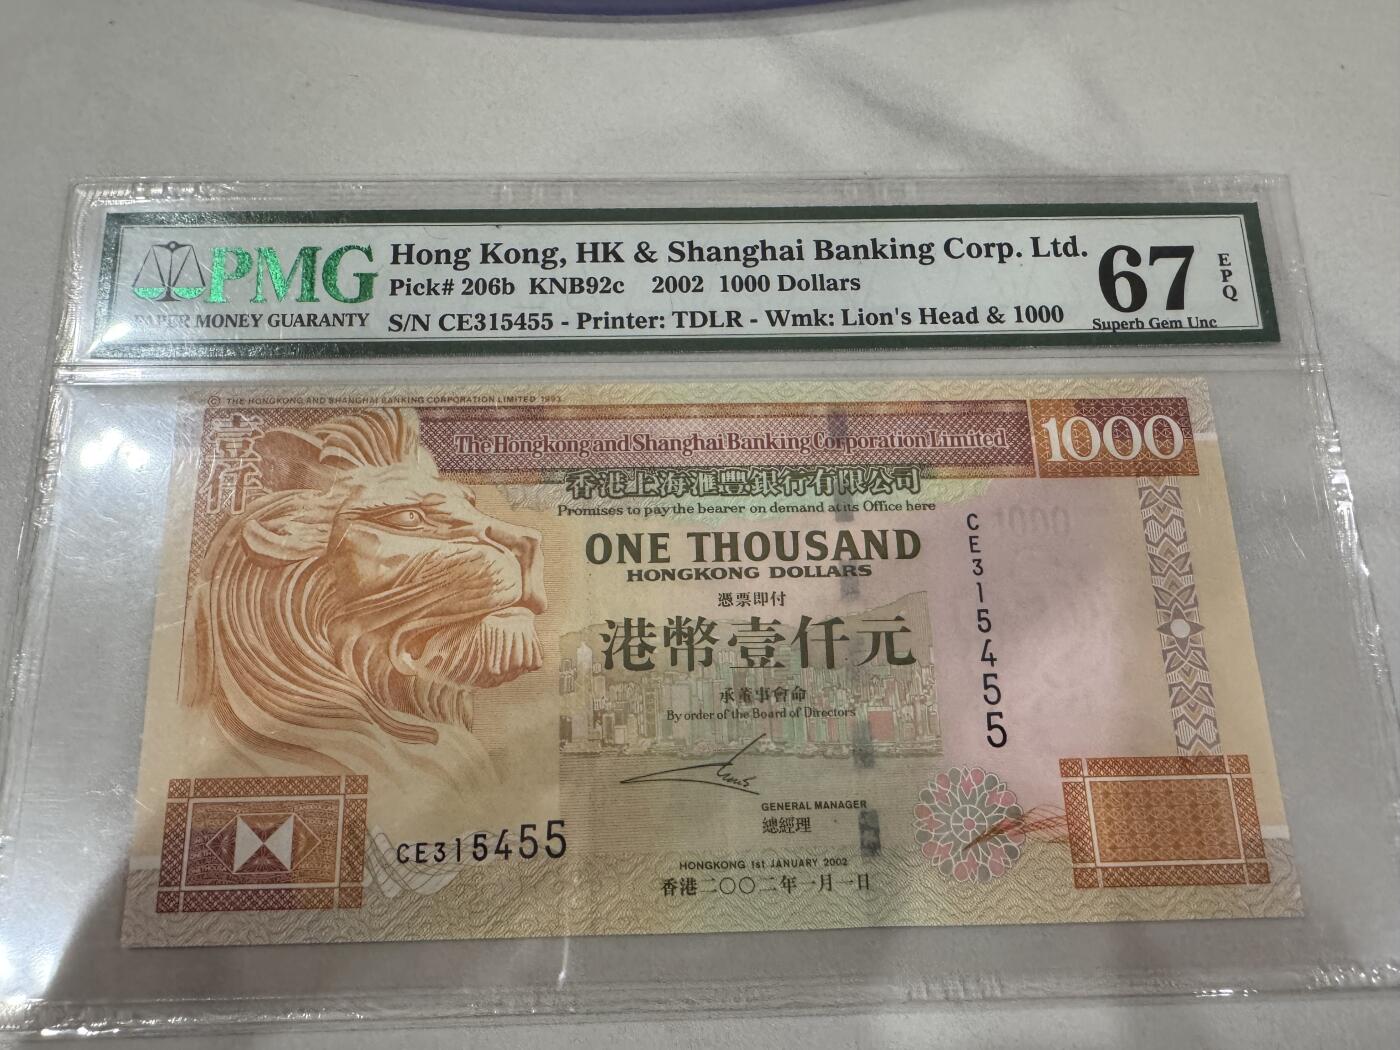 PMG
PAPER MONEY GUARANTY
Hong Kong, HK & Shanghai Banking Corp. Ltd.
Pick# 206b KNB92c 2002 1000 Dollars
S/N CE315455 - Printer: TDLR - Wmk: Lion's Head & 1000
67
EPQ
Superb Gem Unc
© THE HONGKONG AND SHANGHAI BANKING CORPORATION LIMITED 1993
壹仟
The Hongkong and Shanghai Banking Corporation Limited
1000
香港上海滙豐銀行有限公司
Promises to pay the bearer on demand at its Office here
ONE THOUSAND
HONGKONG DOLLARS
憑票即付
港幣壹仟元
承董事會命
By order of the Board of Directors
CE315455
GENERAL MANAGER
總經理
CE315455
HONGKONG 1st JANUARY 2002
香港二〇〇二年一月一日